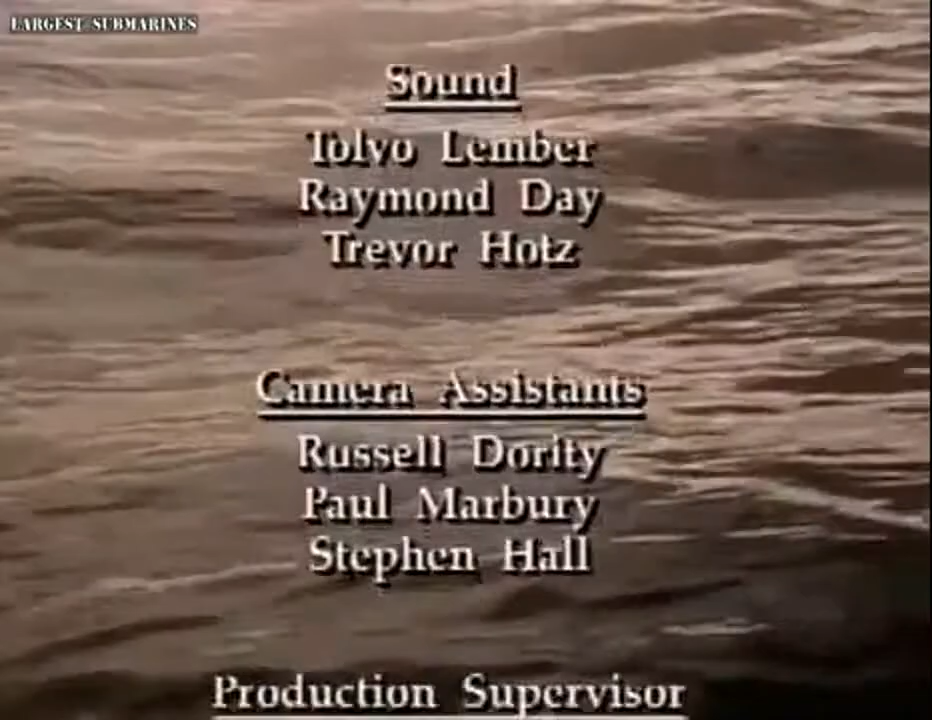 LARGEST SUBMARINES
Sound
Tolvo Lember
Raymond Day
Trevor Hotz
Camera Assistants
Russell Dority
Paul Marbury
Stephen Hall
Production Supervisor